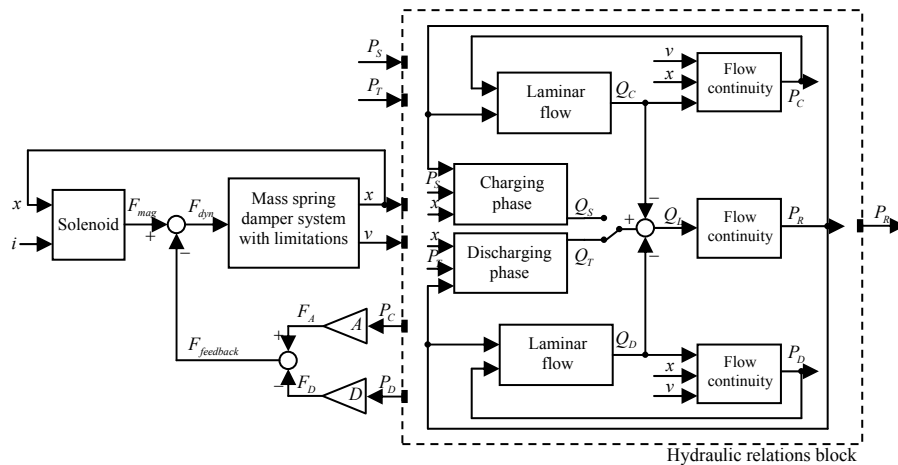 P_S
P_T
x
i
Solenoid
F_mag
+
−
F_dyn
Mass spring
damper system
with limitations
x
v
F_feedback
F_A
+
A
P_C
−
F_D
D
P_D
Laminar
flow
Q_C
v
x
Flow
continuity
P_C
P_S
x
Charging
phase
Q_S
x
P_T
Discharging
phase
Q_T
−
+
−
Q_L
Flow
continuity
P_R
P_R
Laminar
flow
Q_D
x
v
Flow
continuity
P_D
Hydraulic relations block